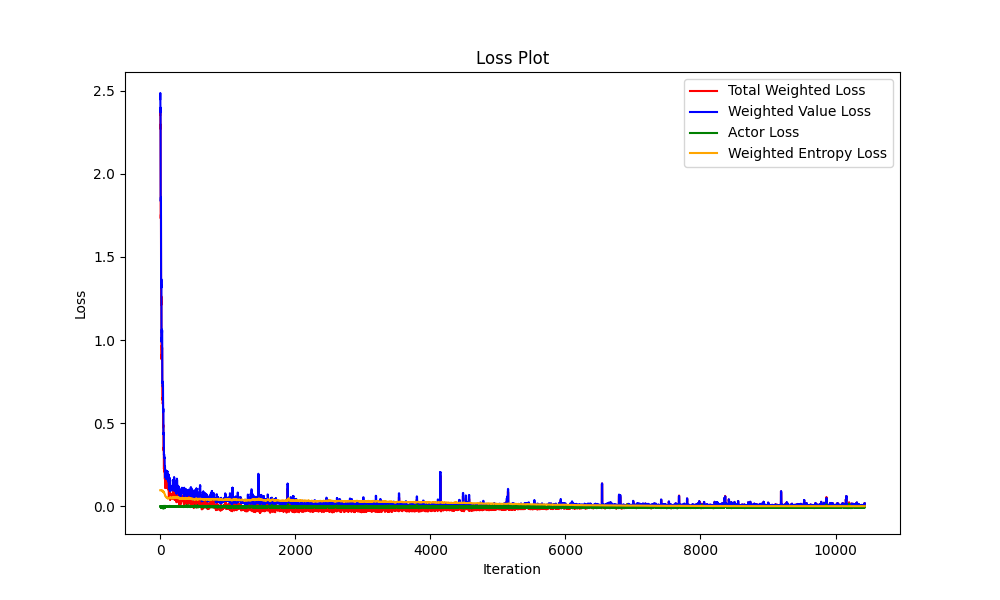 Loss Plot
Total Weighted Loss
Weighted Value Loss
Actor Loss
Weighted Entropy Loss
2.5
2.0
1.5
1.0
0.5
0.0
Loss
0 2000 4000 6000 8000 10000
Iteration